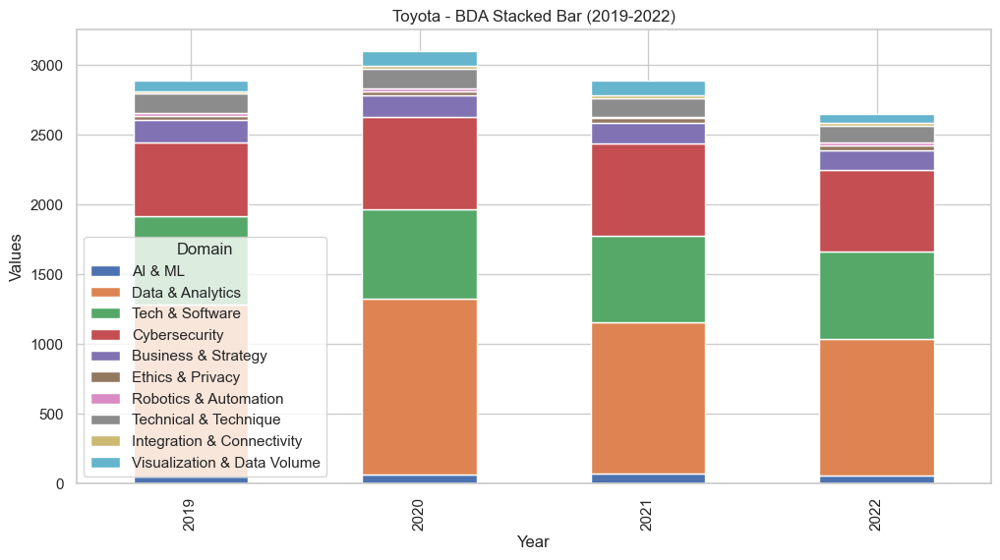 Toyota - BDA Stacked Bar (2019-2022)
Values
3000
2500
2000
1500
1000
500
0
Domain
AI & ML
Data & Analytics
Tech & Software
Cybersecurity
Business & Strategy
Ethics & Privacy
Robotics & Automation
Technical & Technique
Integration & Connectivity
Visualization & Data Volume
2019
2020
2021
2022
Year